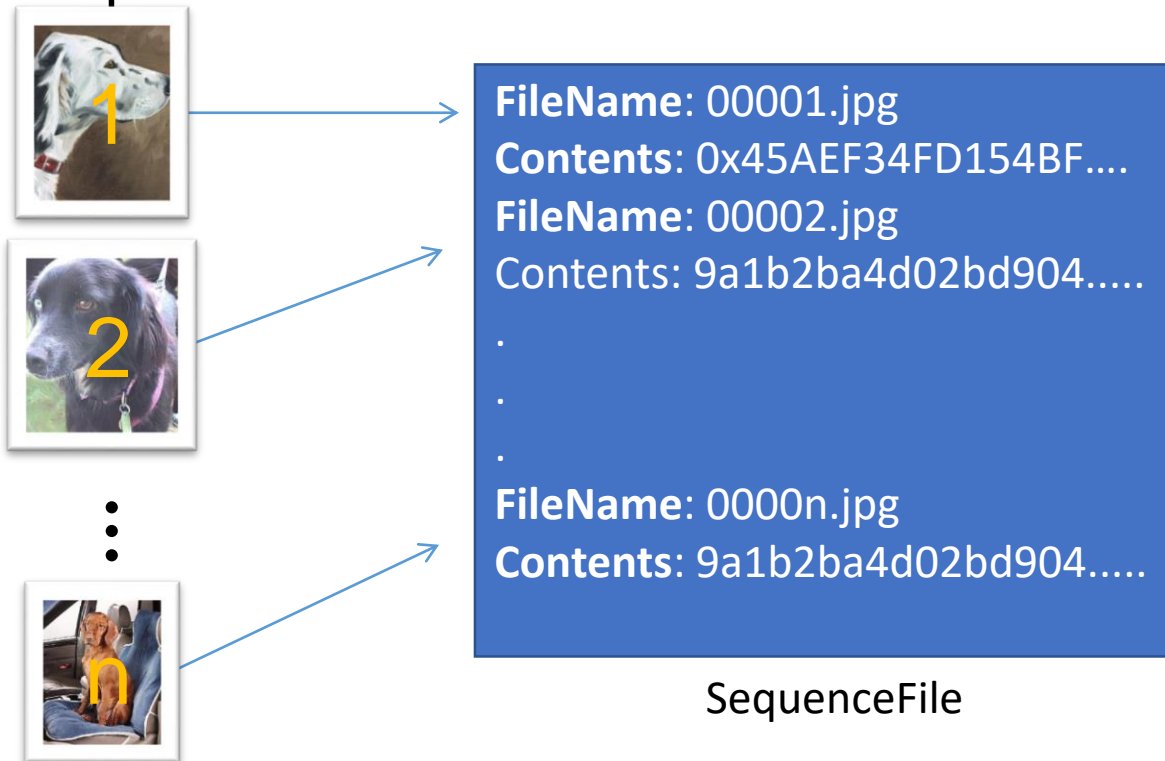 1
FileName: 00001.jpg
Contents: 0x45AEF34FD154BF....
FileName: 00002.jpg
2
Contents: 9a1b2ba4d02bd904.....
.
.
.
FileName: 0000n.jpg
Contents: 9a1b2ba4d02bd904.....
n
SequenceFile